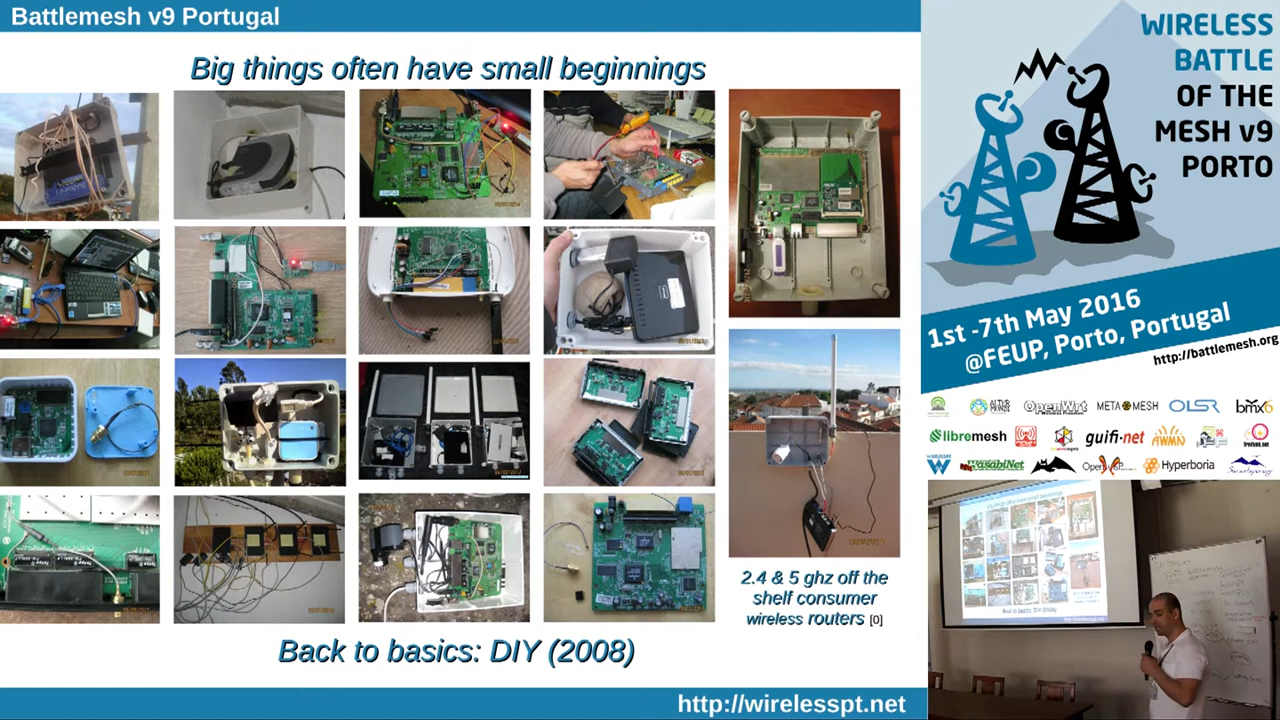 Battlemesh v9 Portugal
Big things often have small beginnings
2.4 & 5 ghz off the
shelf consumer
wireless routers [0]
Back to basics: DIY (2008)
http://wirelesspt.net
WIRELESS
BATTLE
OF THE
MESH v9
PORTO
1st -7th May 2016
@FEUP, Porto, Portugal
http://battlemesh.org
OpenWrt
META MESH
OLSR
bmx6
libremesh
guifi·net
AWMN
WasabiNet
Hyperboria